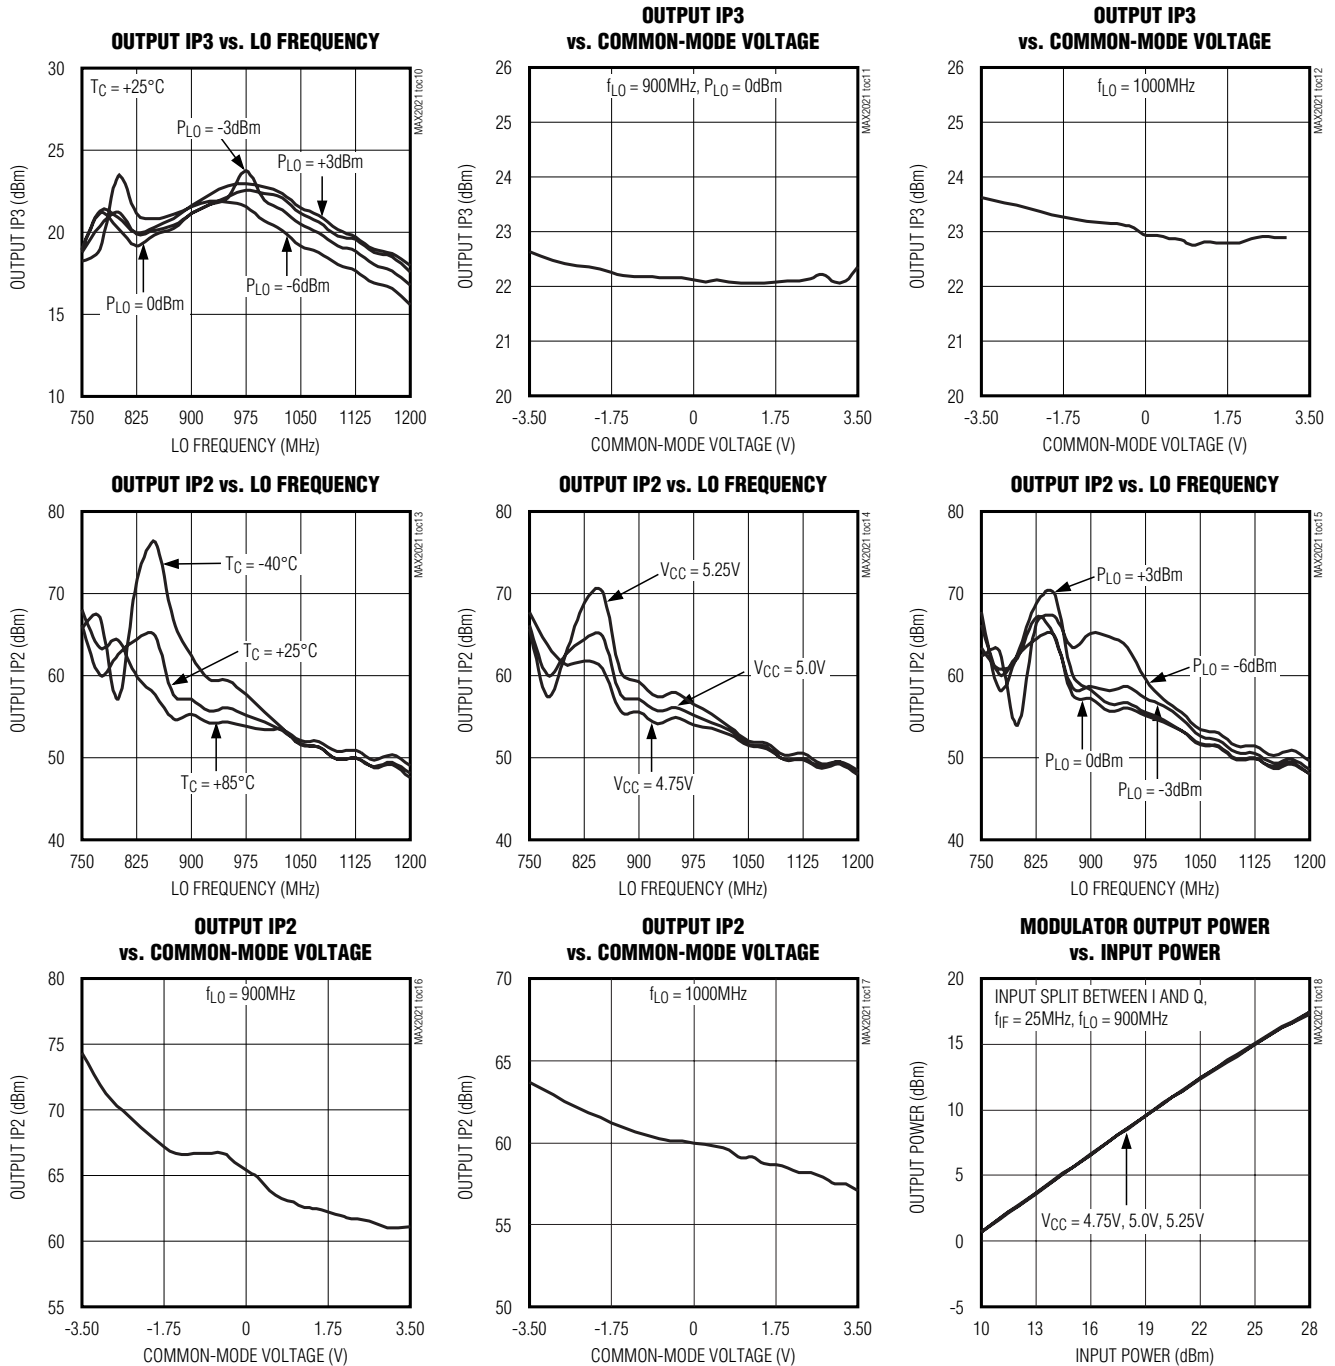 OUTPUT IP3 vs. LO FREQUENCY
30
25
20
15
10
OUTPUT IP3 (dBm)
TC = +25°C
PLO = -3dBm
PLO = +3dBm
PLO = 0dBm
PLO = -6dBm
750 825 900 975 1050 1125 1200
LO FREQUENCY (MHz)
MAX2021 toc10
OUTPUT IP3
vs. COMMON-MODE VOLTAGE
26
25
24
23
22
21
20
OUTPUT IP3 (dBm)
fLO = 900MHz, PLO = 0dBm
-3.50 -1.75 0 1.75 3.50
COMMON-MODE VOLTAGE (V)
MAX2021 toc11
OUTPUT IP3
vs. COMMON-MODE VOLTAGE
26
25
24
23
22
21
20
OUTPUT IP3 (dBm)
fLO = 1000MHz
-3.50 -1.75 0 1.75 3.50
COMMON-MODE VOLTAGE (V)
MAX2021 toc12
OUTPUT IP2 vs. LO FREQUENCY
80
70
60
50
40
OUTPUT IP2 (dBm)
TC = -40°C
TC = +25°C
TC = +85°C
750 825 900 975 1050 1125 1200
LO FREQUENCY (MHz)
MAX2021 toc13
OUTPUT IP2 vs. LO FREQUENCY
80
70
60
50
40
OUTPUT IP2 (dBm)
VCC = 5.25V
VCC = 5.0V
VCC = 4.75V
750 825 900 975 1050 1125 1200
LO FREQUENCY (MHz)
MAX2021 toc14
OUTPUT IP2 vs. LO FREQUENCY
80
70
60
50
40
OUTPUT IP2 (dBm)
PLO = +3dBm
PLO = -6dBm
PLO = 0dBm
PLO = -3dBm
750 825 900 975 1050 1125 1200
LO FREQUENCY (MHz)
MAX2021 toc15
OUTPUT IP2
vs. COMMON-MODE VOLTAGE
80
75
70
65
60
55
OUTPUT IP2 (dBm)
fLO = 900MHz
-3.50 -1.75 0 1.75 3.50
COMMON-MODE VOLTAGE (V)
MAX2021 toc16
OUTPUT IP2
vs. COMMON-MODE VOLTAGE
70
65
60
55
50
OUTPUT IP2 (dBm)
fLO = 1000MHz
-3.50 -1.75 0 1.75 3.50
COMMON-MODE VOLTAGE (V)
MAX2021 toc17
MODULATOR OUTPUT POWER
vs. INPUT POWER
20
15
10
5
0
-5
OUTPUT POWER (dBm)
INPUT SPLIT BETWEEN I AND Q,
fIF = 25MHz, fLO = 900MHz
VCC = 4.75V, 5.0V, 5.25V
10 13 16 19 22 25 28
INPUT POWER (dBm)
MAX2021 toc18